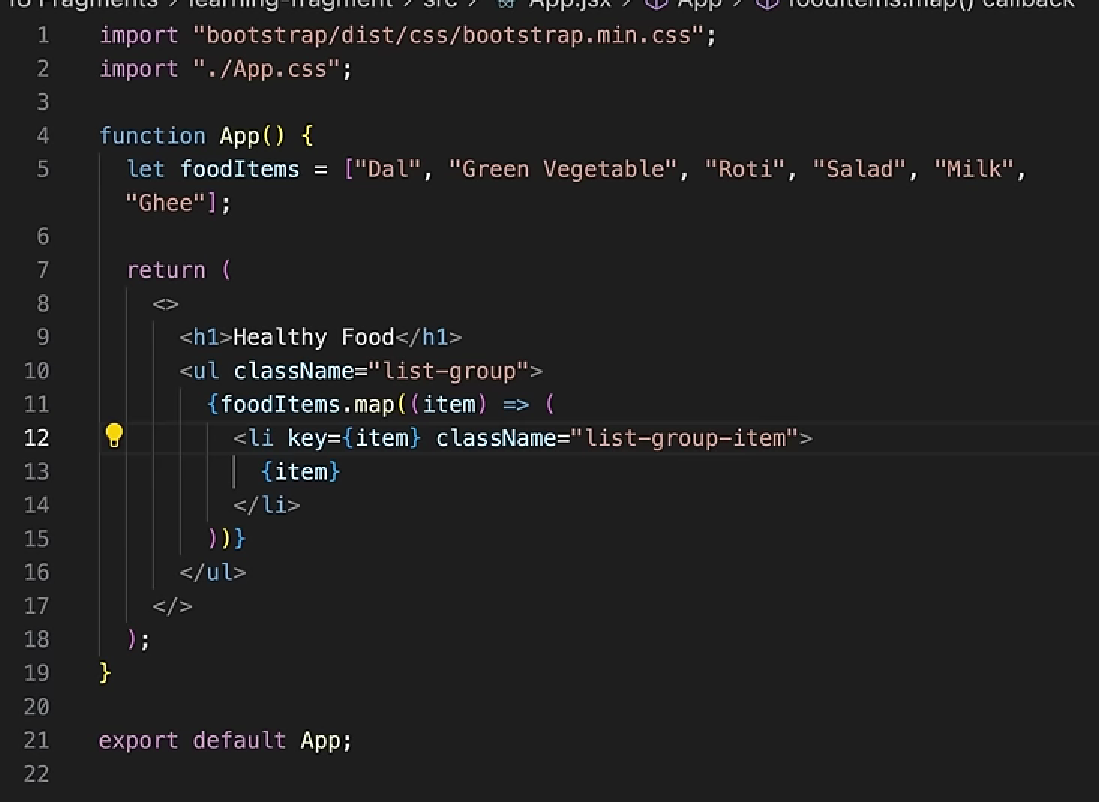 Fragments > learning-fragment > src > App.jsx > App > foodItems.map() callback
1 import "bootstrap/dist/css/bootstrap.min.css";
2 import "./App.css";
3
4 function App() {
5 let foodItems = ["Dal", "Green Vegetable", "Roti", "Salad", "Milk",
"Ghee"];
6
7 return (
8 <>
9 <h1>Healthy Food</h1>
10 <ul className="list-group">
11 {foodItems.map((item) => (
12 <li key={item} className="list-group-item">
13 {item}
14 </li>
15 ))}
16 </ul>
17 </>
18 );
19 }
20
21 export default App;
22